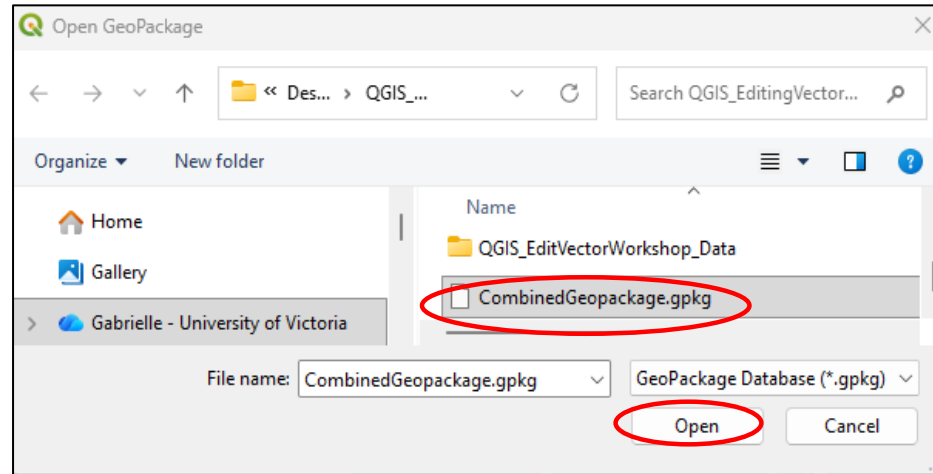 Open GeoPackage
« Des... › QGIS_...
Search QGIS_EditingVector...
Organize
New folder
?
Name
Home
QGIS_EditVectorWorkshop_Data
Gallery
CombinedGeopackage.gpkg
Gabrielle - University of Victoria
File name: CombinedGeopackage.gpkg
GeoPackage Database (*.gpkg)
Open
Cancel